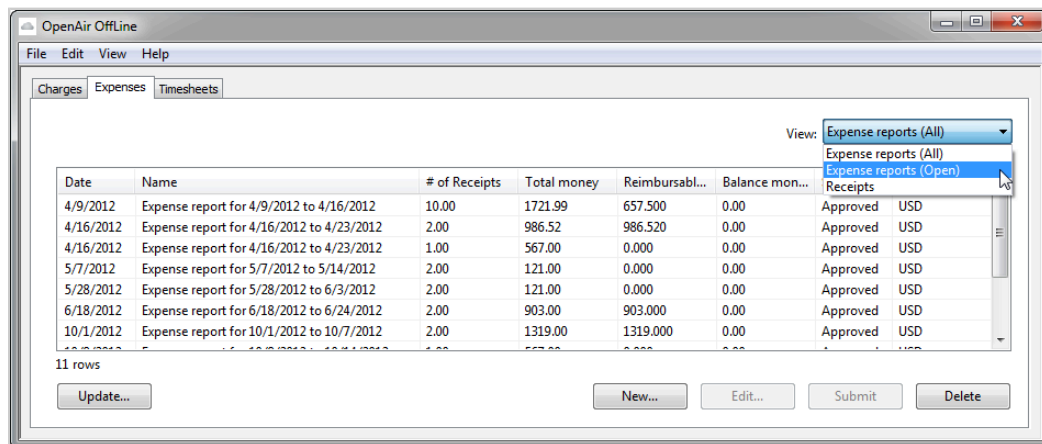 OpenAir OffLine
File Edit View Help
Charges Expenses Timesheets
View: Expense reports (All)
Expense reports (All)
Expense reports (Open)
Receipts
Date Name # of Receipts Total money Reimbursabl... Balance mon...
4/9/2012 Expense report for 4/9/2012 to 4/16/2012 10.00 1721.99 657.500 0.00 Approved USD
4/16/2012 Expense report for 4/16/2012 to 4/23/2012 2.00 986.52 986.520 0.00 Approved USD
4/16/2012 Expense report for 4/16/2012 to 4/23/2012 1.00 567.00 0.000 0.00 Approved USD
5/7/2012 Expense report for 5/7/2012 to 5/14/2012 2.00 121.00 0.000 0.00 Approved USD
5/28/2012 Expense report for 5/28/2012 to 6/3/2012 2.00 121.00 0.000 0.00 Approved USD
6/18/2012 Expense report for 6/18/2012 to 6/24/2012 2.00 903.00 903.000 0.00 Approved USD
10/1/2012 Expense report for 10/1/2012 to 10/7/2012 2.00 1319.00 1319.000 0.00 Approved USD
11 rows
Update... New... Edit... Submit Delete